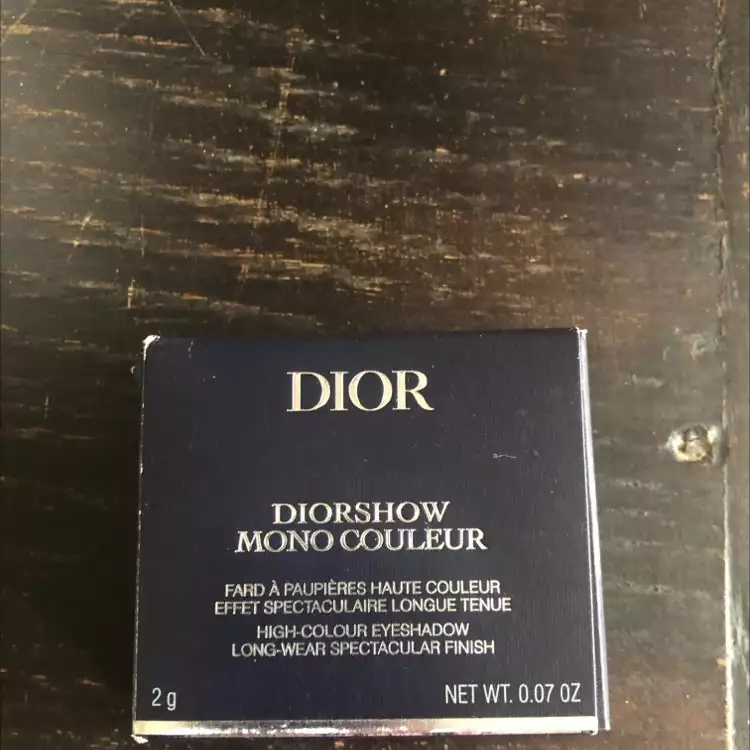 DIOR
DIORSHOW
MONO COULEUR
FARD À PAUPIÈRES HAUTE COULEUR
EFFET SPECTACULAIRE LONGUE TENUE
HIGH-COLOUR EYESHADOW
LONG-WEAR SPECTACULAR FINISH
2 g NET WT. 0.07 OZ